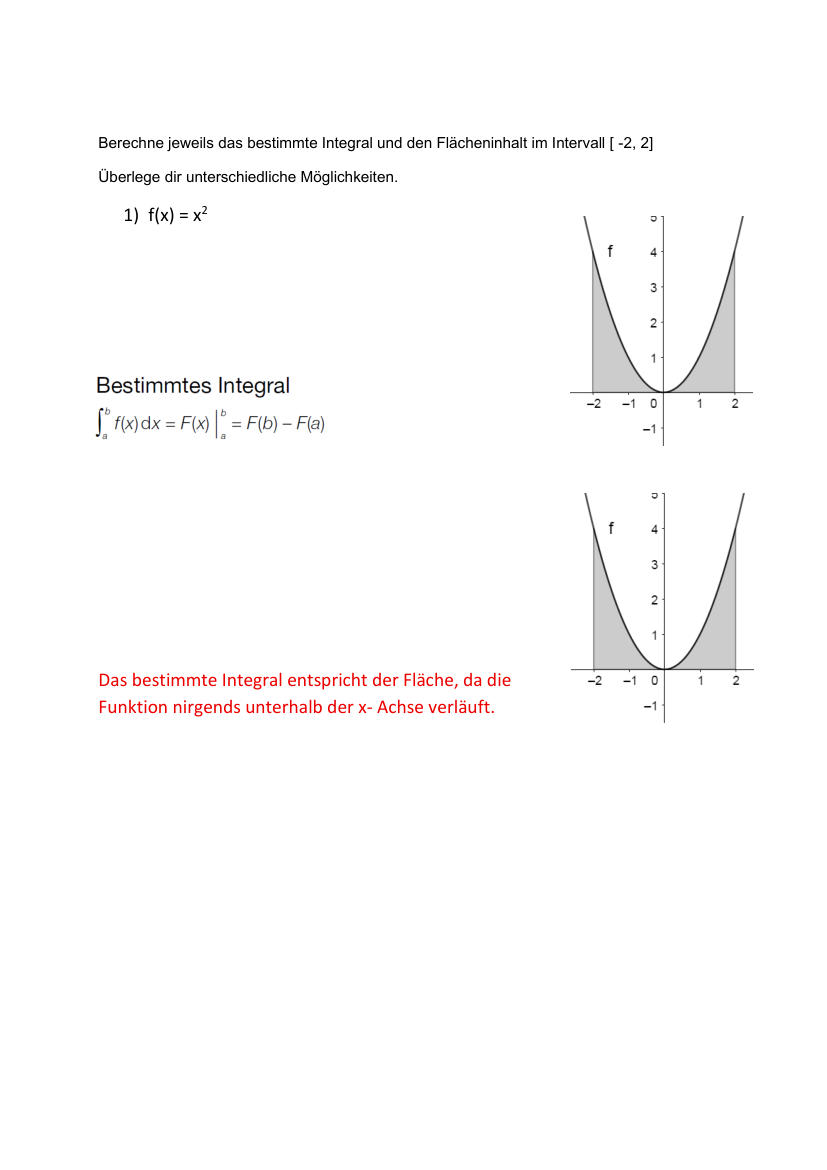 Berechne jeweils das bestimmte Integral und den Flächeninhalt im Intervall [ -2, 2]
Überlege dir unterschiedliche Möglichkeiten.
1) f(x) = x²
5
f
4
3
2
1
−2 −1 0 1 2
−1
Bestimmtes Integral
∫ₐᵇ f(x) dx = F(x) |ₐᵇ = F(b) – F(a)
5
f
4
3
2
1
−2 −1 0 1 2
−1
Das bestimmte Integral entspricht der Fläche, da die
Funktion nirgends unterhalb der x- Achse verläuft.